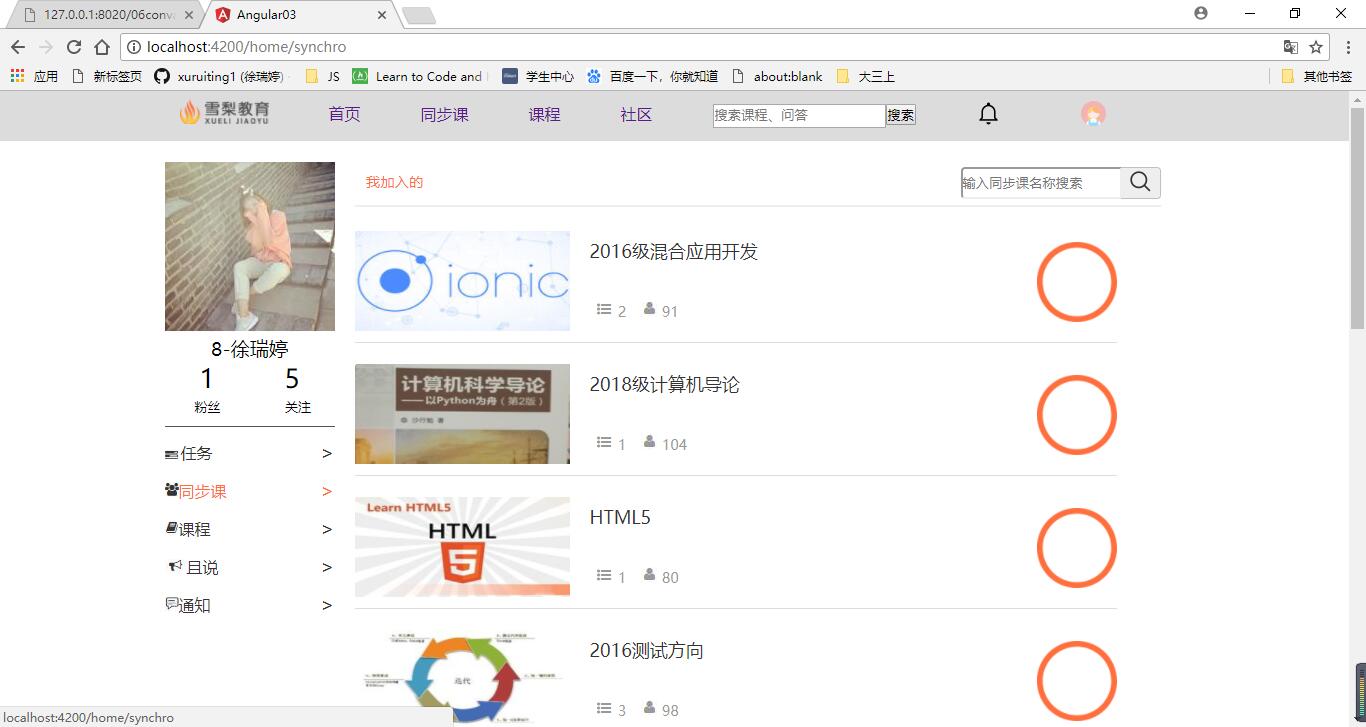 127.0.0.1:8020/06conv
Angular03
localhost:4200/home/synchro
应用 新标签页 xuruiting1 (徐瑞婷) JS Learn to Code and 学生中心 百度一下，你就知道 about:blank 大三上 其他书签
雪梨教育 首页 同步课 课程 社区 搜索课程、问答 搜索
XUELI JIAOYU
我加入的 输入同步课名称搜索
ionic
2016级混合应用开发
2 91
8-徐瑞婷
1 5
粉丝 关注
任务 >
同步课 >
课程 >
且说 >
通知 >
计算机科学导论
——以Python为舟（第2版）
沙行勉 著
2018级计算机导论
1 104
Learn HTML5
HTML
5
HTML5
1 80
迭代
2016测试方向
3 98
localhost:4200/home/synchro